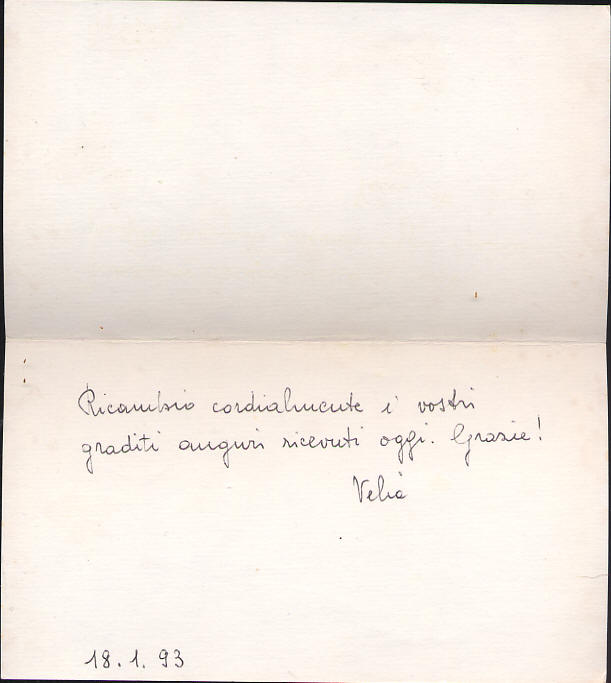 Ricambio cordialmente i vostri
graditi auguri ricevuti oggi. Grazie!
Velia
18.1.93